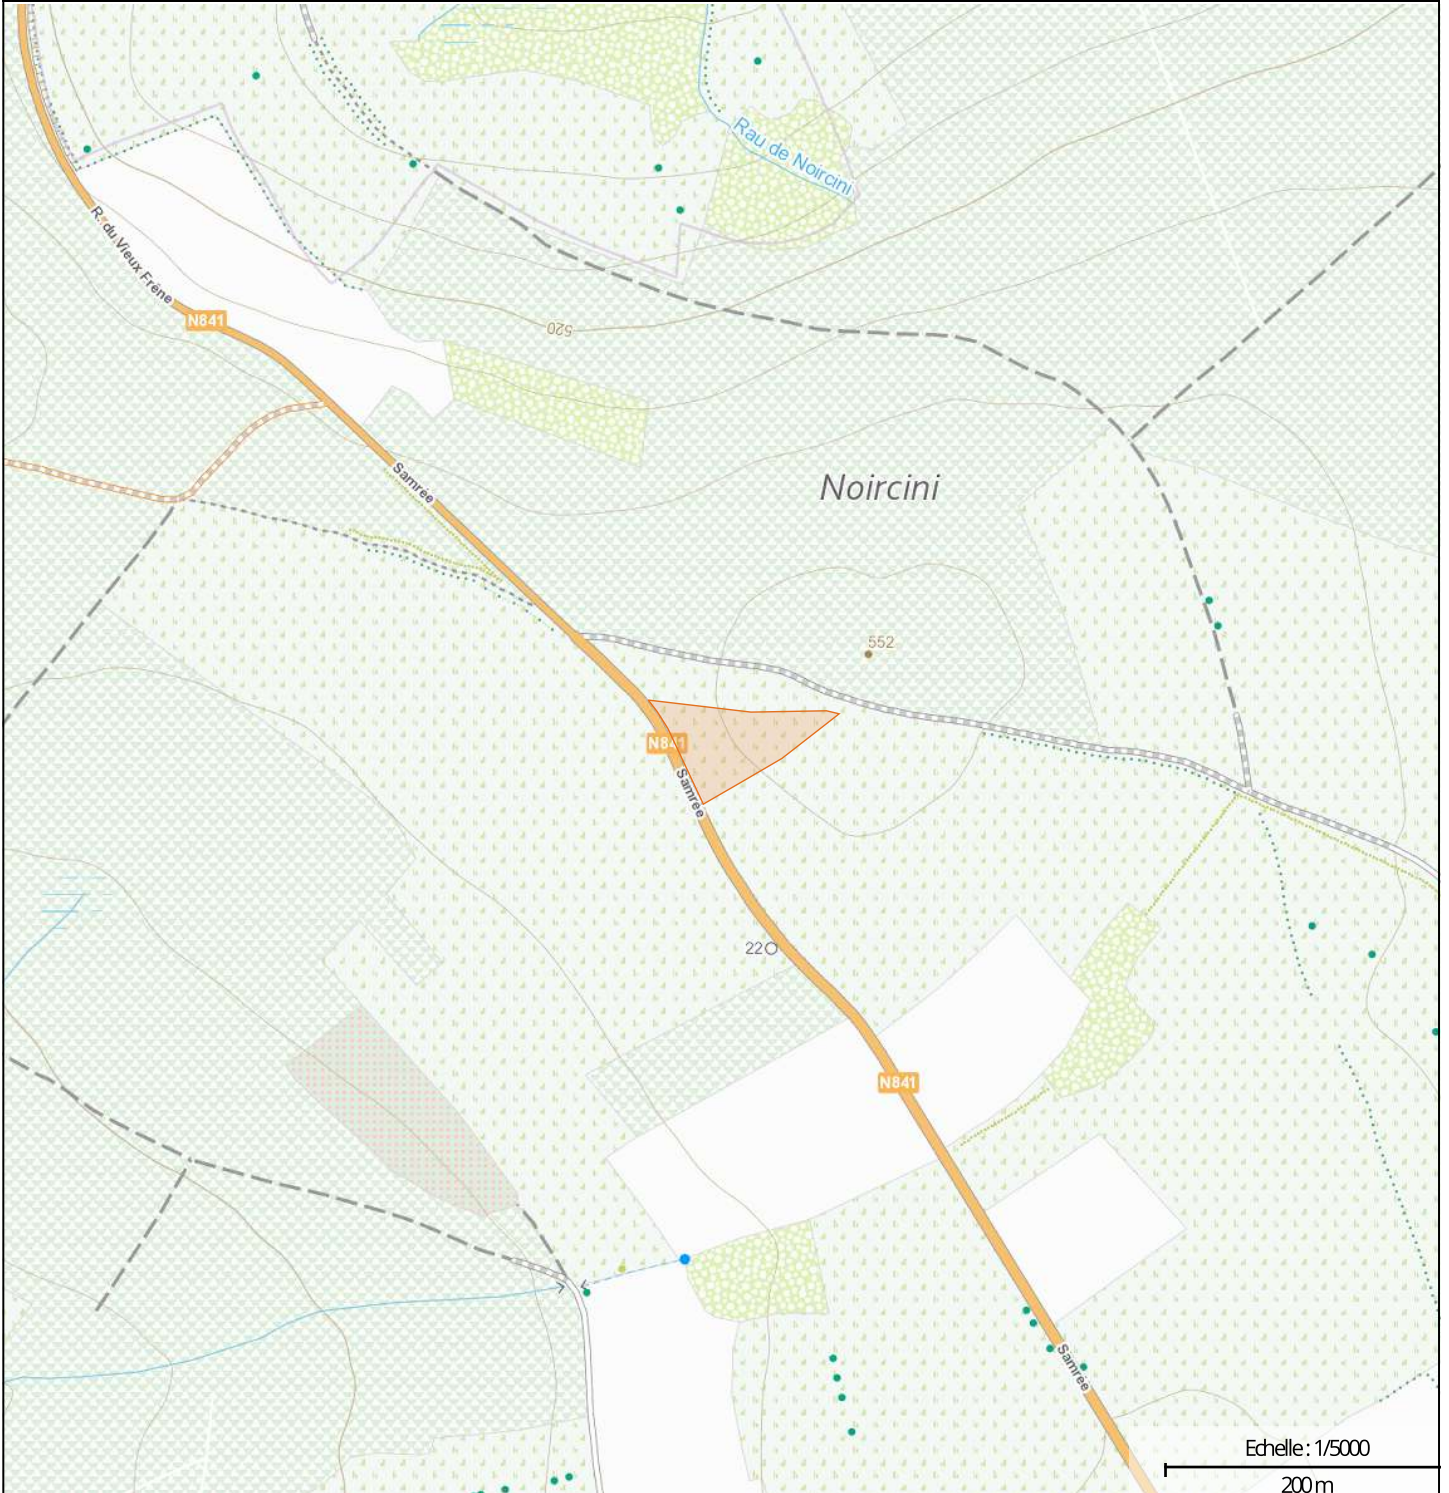 Rau de Noircini
R. du Vieux Frêne
N841
520
Samrée
Noircini
552
N841
Samrée
22
N841
Samrée
Echelle : 1/5000
200 m